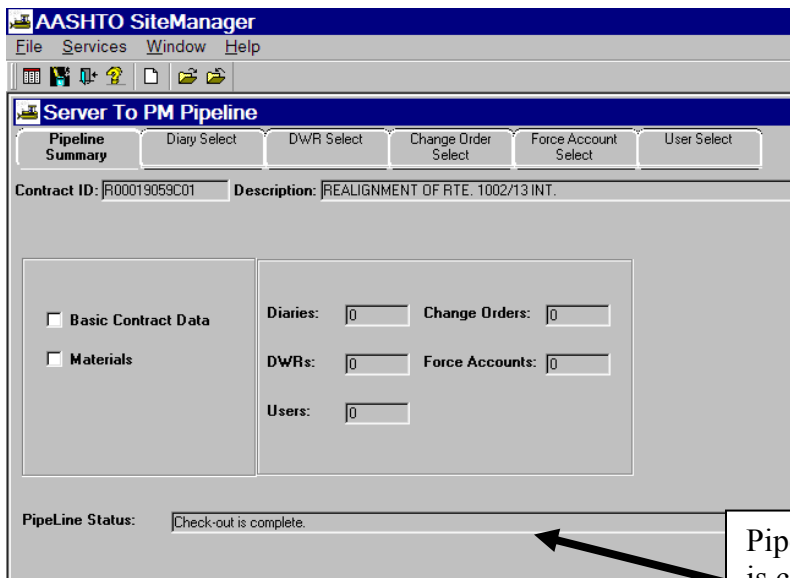 AASHTO SiteManager
File Services Window Help
Server To PM Pipeline
Pipeline Summary Diary Select DWR Select Change Order Select Force Account Select User Select
Contract ID: R00019059C01 Description: REALIGNMENT OF RTE. 1002/13 INT.
Basic Contract Data Diaries: 0 Change Orders: 0
Materials DWRs: 0 Force Accounts: 0
Users: 0
PipeLine Status: Check-out is complete.
Pip
is